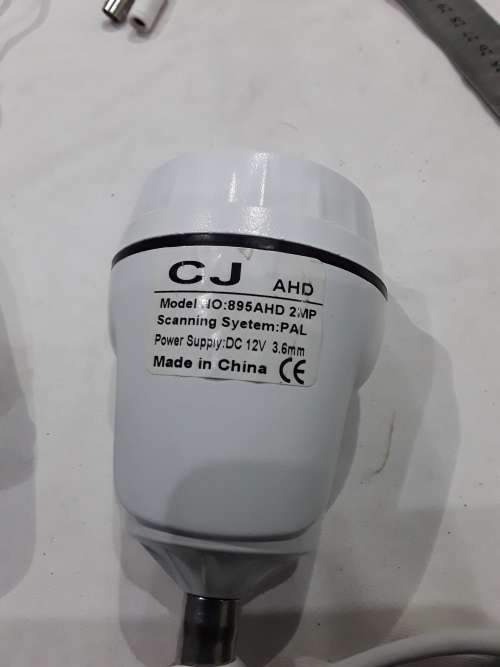 CJ AHD
Model NO:895AHD 2MP
Scanning Syetem:PAL
Power Supply:DC 12V 3.6mm
Made in China CE